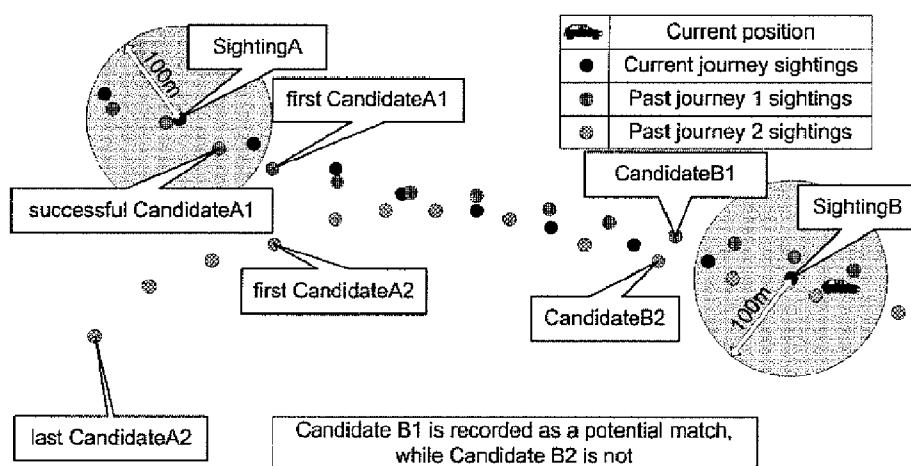 SightingA
100m
first CandidateA1
successful CandidateA1
Current position
Current journey sightings
Past journey 1 sightings
Past journey 2 sightings
CandidateB1
SightingB
first CandidateA2
CandidateB2
100m
last CandidateA2
Candidate B1 is recorded as a potential match,
while Candidate B2 is not